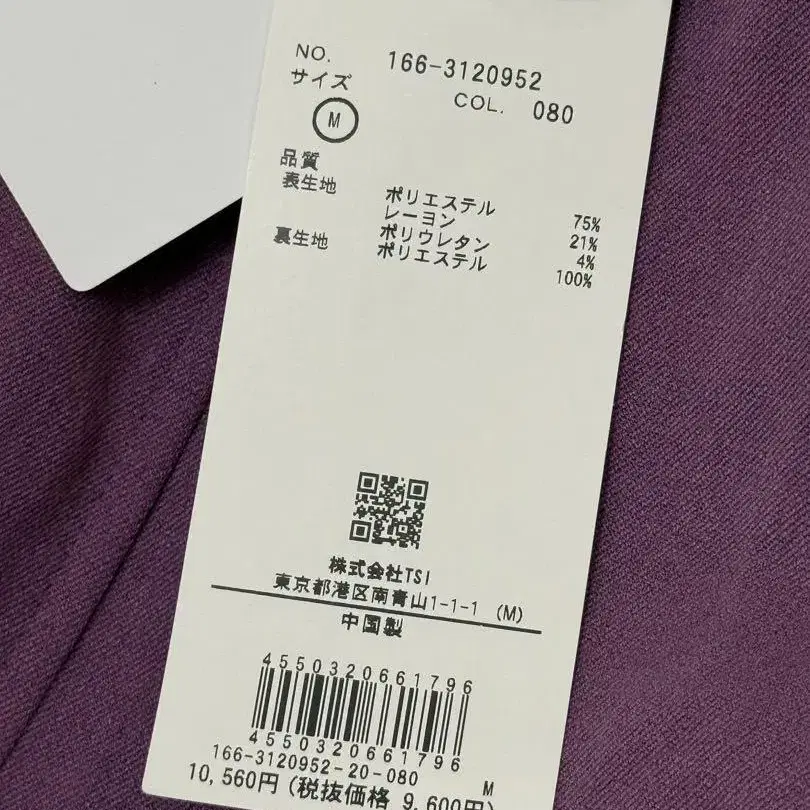 NO. 166-3120952
サイズ COL. 080
M
品質
表生地 ポリエステル 75%
レーヨン 21%
ポリウレタン 4%
裏生地 ポリエステル 100%
株式会社TSI
東京都港区南青山1-1-1 (M)
中国製
4550320661796
4550320661796
166-3120952-20-080 M
10,560円 (税抜価格 9,600円)